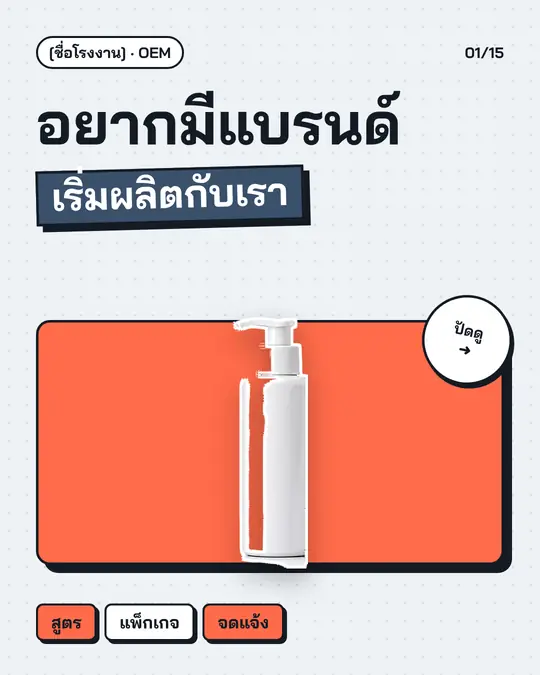 (ชื่อโรงงาน) · OEM
01/15
อยากมีแบรนด์
เริ่มผลิตกับเรา
ปัดดู
→
สูตร
แพ็กเกจ
จดแจ้ง